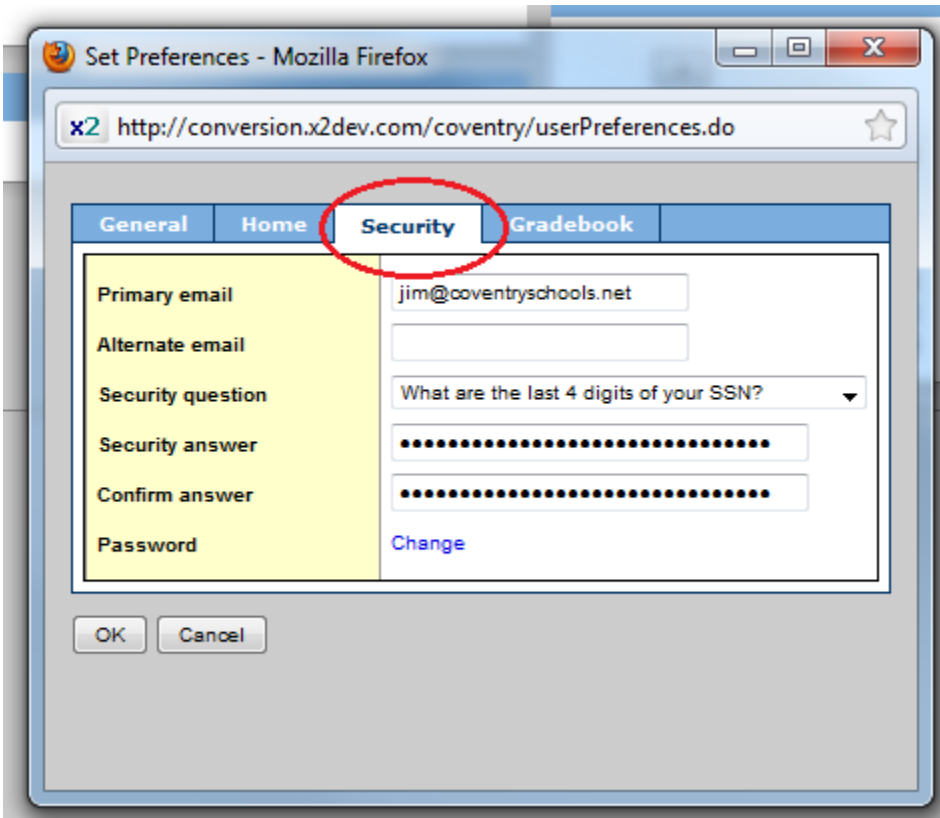 Set Preferences - Mozilla Firefox
x2 http://conversion.x2dev.com/coventry/userPreferences.do
General Home Security Gradebook
Primary email jim@coventryschools.net
Alternate email
Security question What are the last 4 digits of your SSN?
Security answer •••••••••••••••••••••••••••••••
Confirm answer •••••••••••••••••••••••••••••••
Password Change
OK Cancel